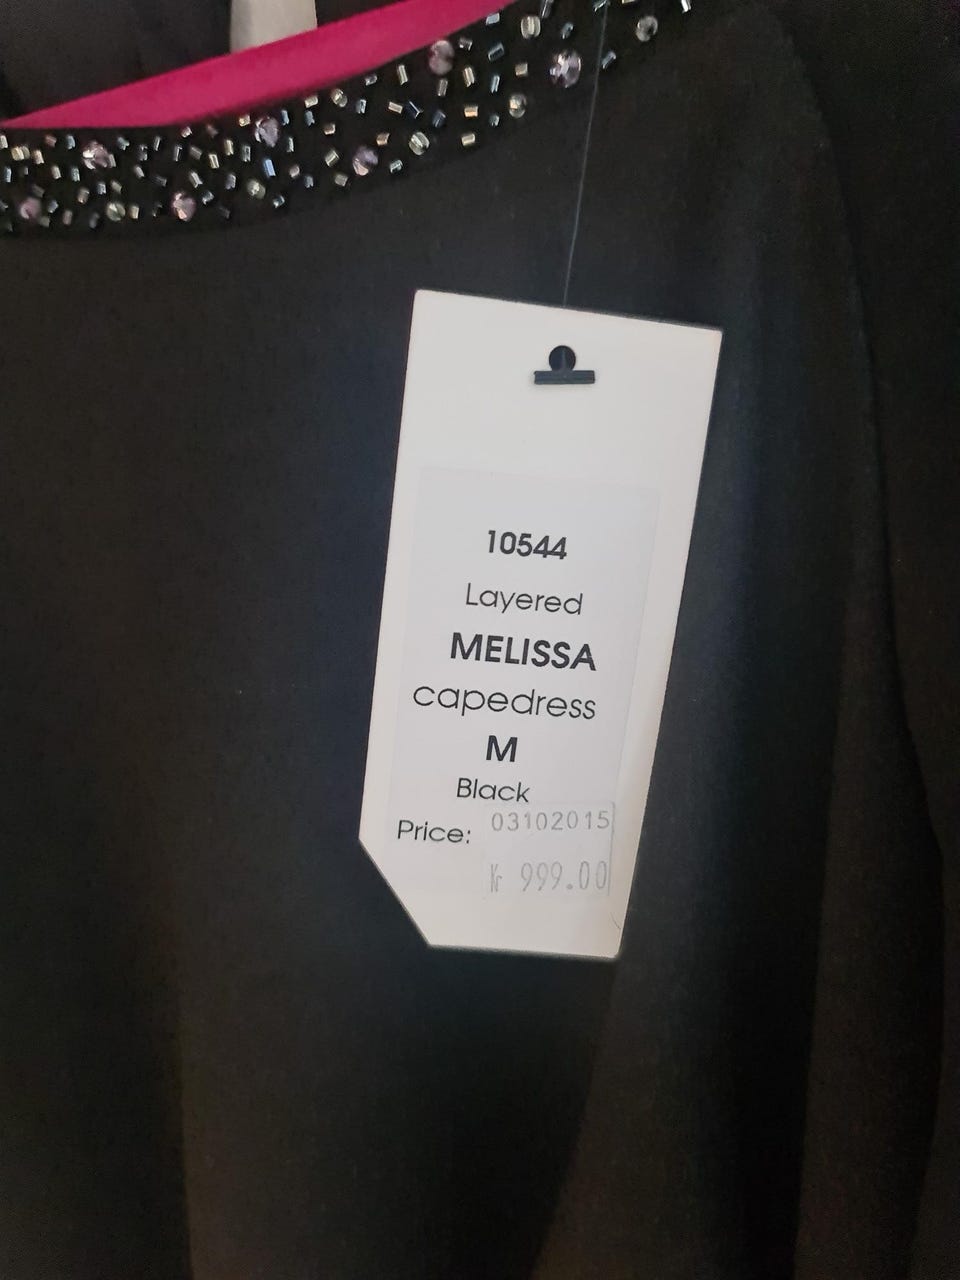 10544
Layered
MELISSA
capedress
M
Black
Price: 03102015
Kr 999.00